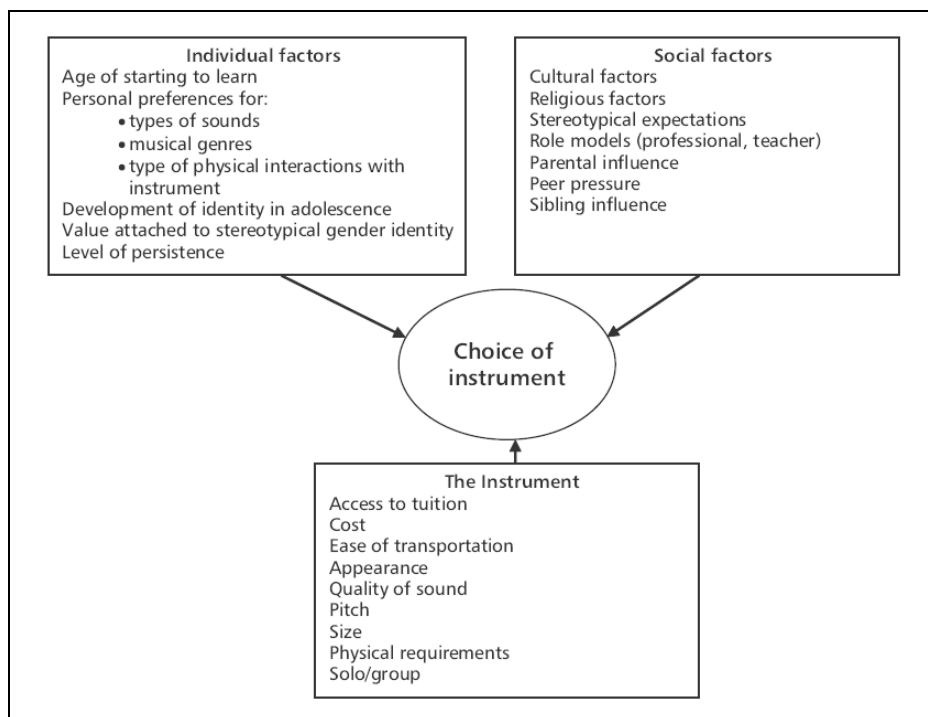 Individual factors
Age of starting to learn
Personal preferences for:
• types of sounds
• musical genres
• type of physical interactions with
instrument
Development of identity in adolescence
Value attached to stereotypical gender identity
Level of persistence
Social factors
Cultural factors
Religious factors
Stereotypical expectations
Role models (professional, teacher)
Parental influence
Peer pressure
Sibling influence
Choice of
instrument
The Instrument
Access to tuition
Cost
Ease of transportation
Appearance
Quality of sound
Pitch
Size
Physical requirements
Solo/group